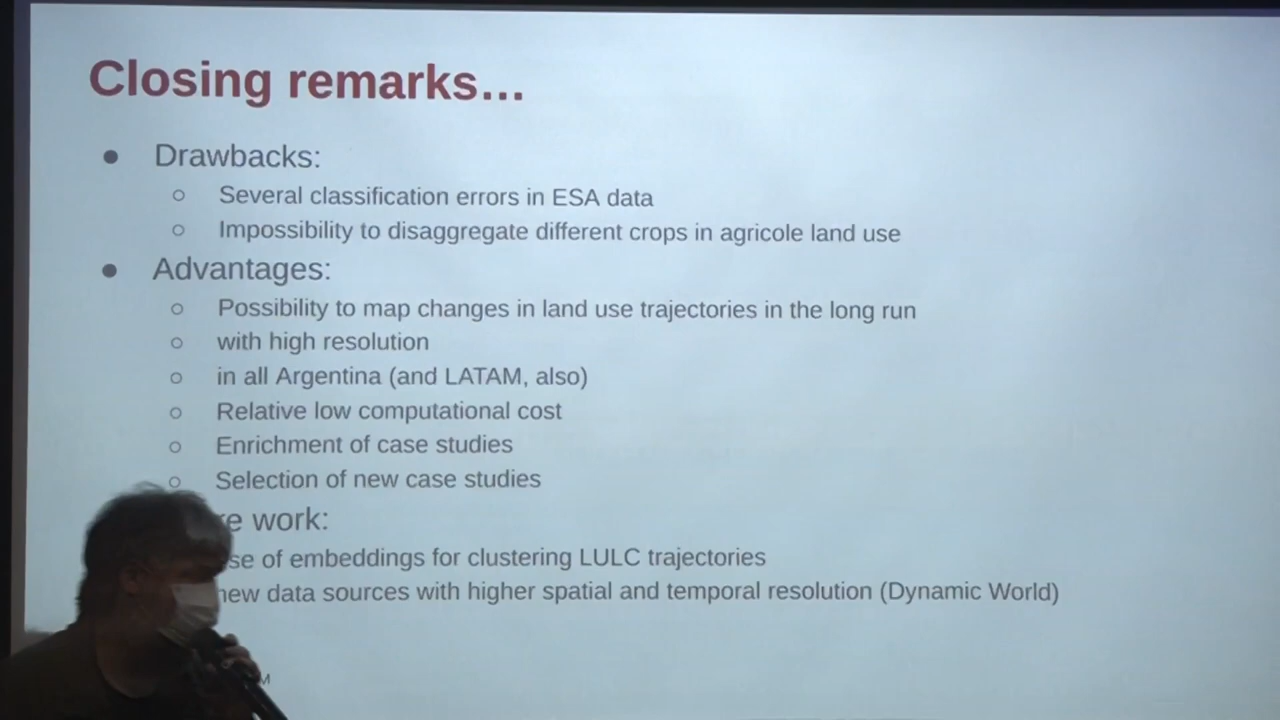 Closing remarks...
● Drawbacks:
○ Several classification errors in ESA data
○ Impossibility to disaggregate different crops in agricole land use
● Advantages:
○ Possibility to map changes in land use trajectories in the long run
○ with high resolution
○ in all Argentina (and LATAM, also)
○ Relative low computational cost
○ Enrichment of case studies
○ Selection of new case studies
work:
of embeddings for clustering LULC trajectories
new data sources with higher spatial and temporal resolution (Dynamic World)